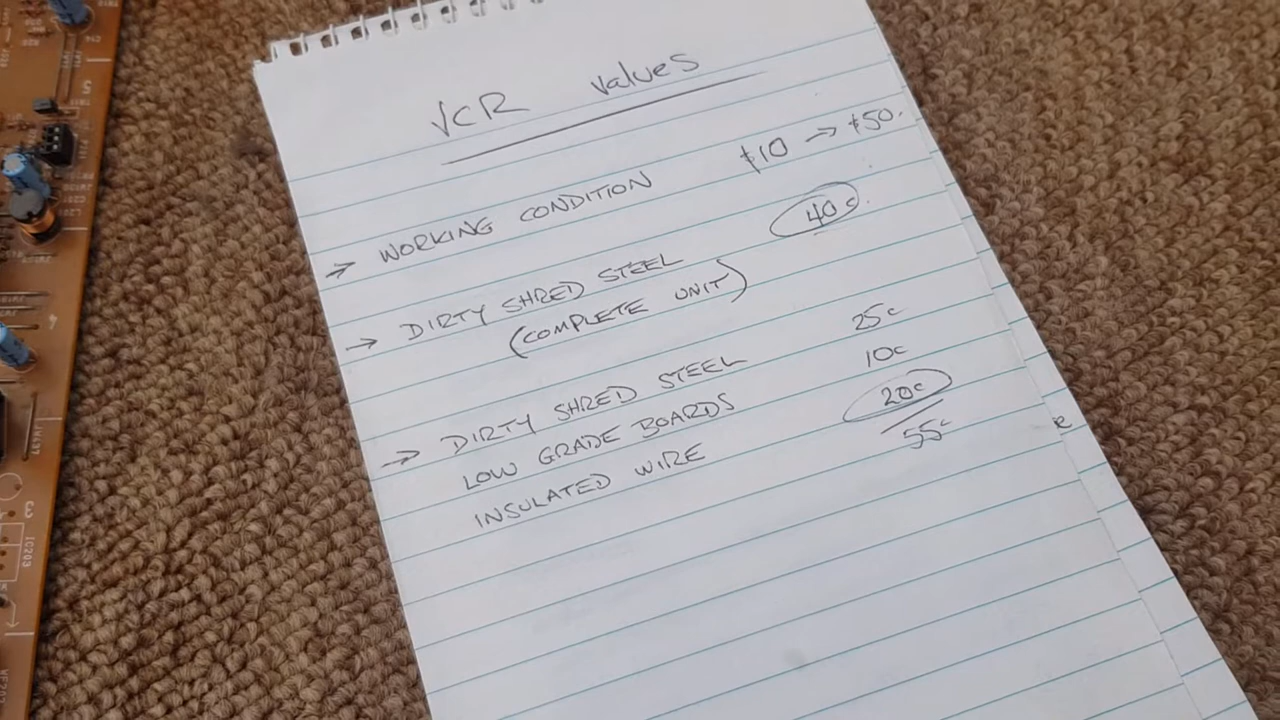 VCR values
→ WORKING CONDITION $10 → $50.
→ DIRTY SHRED STEEL 40c.
(COMPLETE UNIT)
→ DIRTY SHRED STEEL 25c
LOW GRADE BOARDS 10c
INSULATED WIRE 20c
55c
IC203